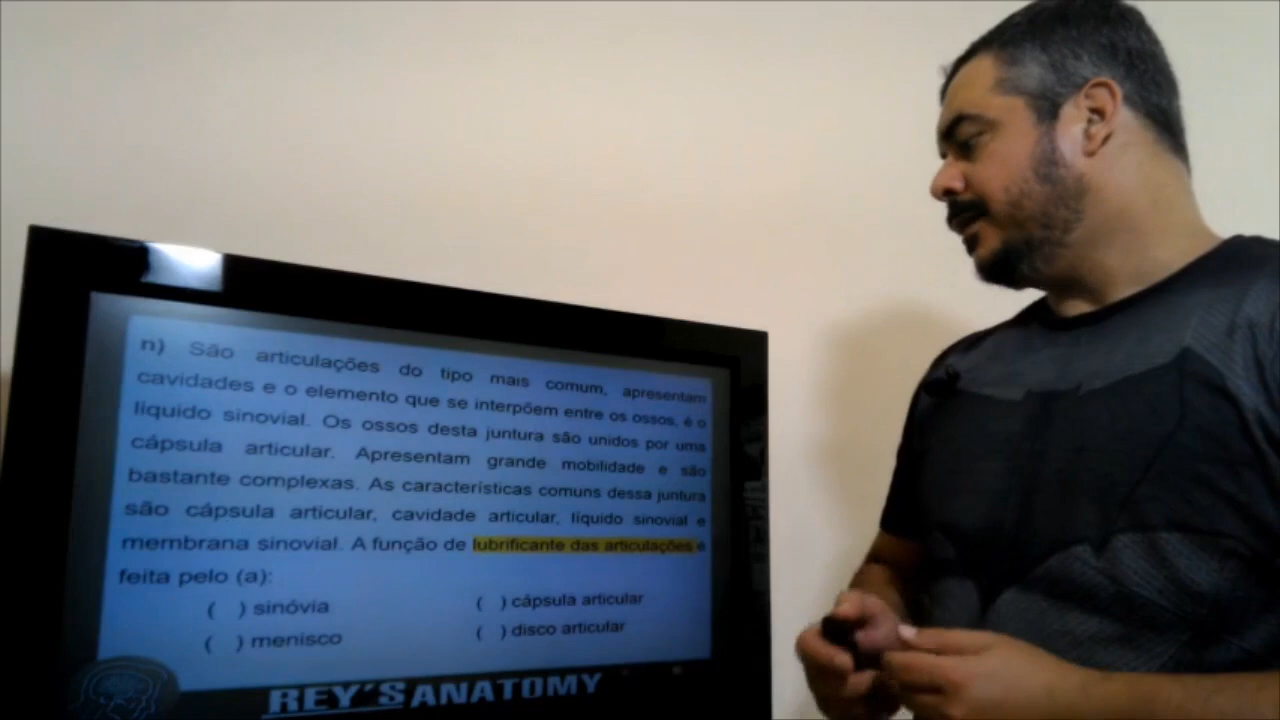 n) São articulações do tipo mais comum, apresentam
cavidades e o elemento que se interpõem entre os ossos, é o
líquido sinovial. Os ossos desta juntura são unidos por uma
cápsula articular. Apresentam grande mobilidade e são
bastante complexas. As características comuns dessa juntura
são cápsula articular, cavidade articular, líquido sinovial e
membrana sinovial. A função de lubrificante das articulações é
feita pelo (a):
( ) sinóvia ( ) cápsula articular
( ) menisco ( ) disco articular
REY'S ANATOMY